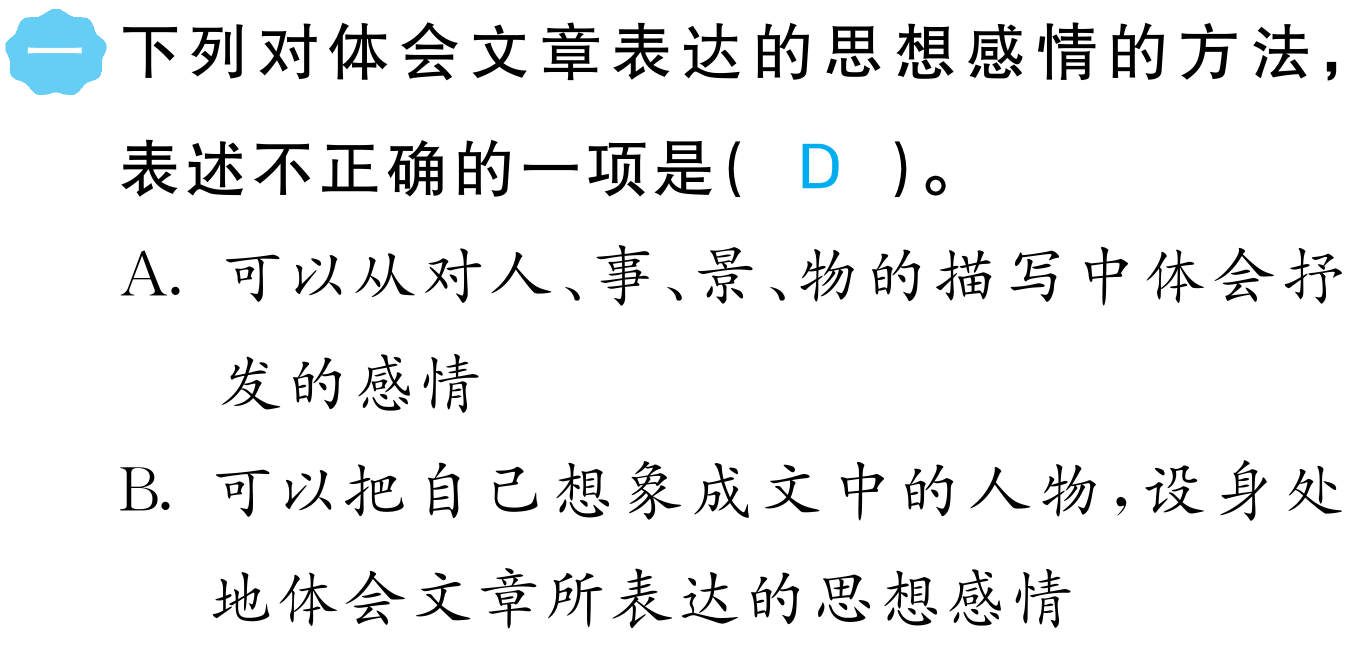 一 下列对体会文章表达的思想感情的方法，
表述不正确的一项是( D )。
A. 可以从对人、事、景、物的描写中体会抒
发的感情
B. 可以把自己想象成文中的人物，设身处
地体会文章所表达的思想感情